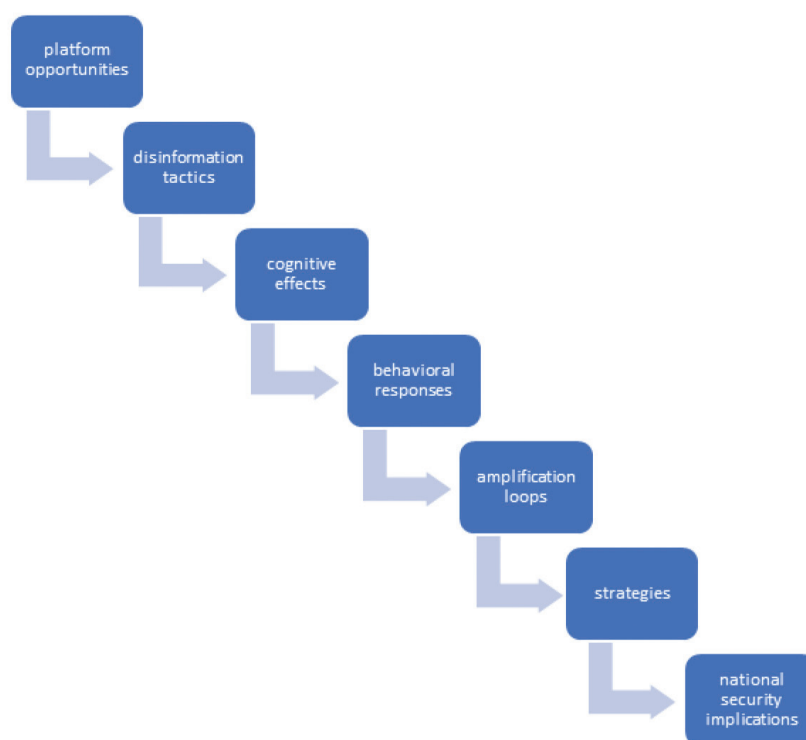 platform
opportunities
disinformation
tactics
cognitive
effects
behavioral
responses
amplification
loops
strategies
national
security
implications